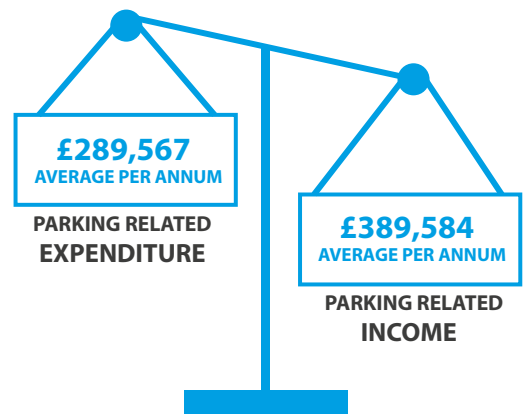 £289,567
AVERAGE PER ANNUM
PARKING RELATED
EXPENDITURE
£389,584
AVERAGE PER ANNUM
PARKING RELATED
INCOME